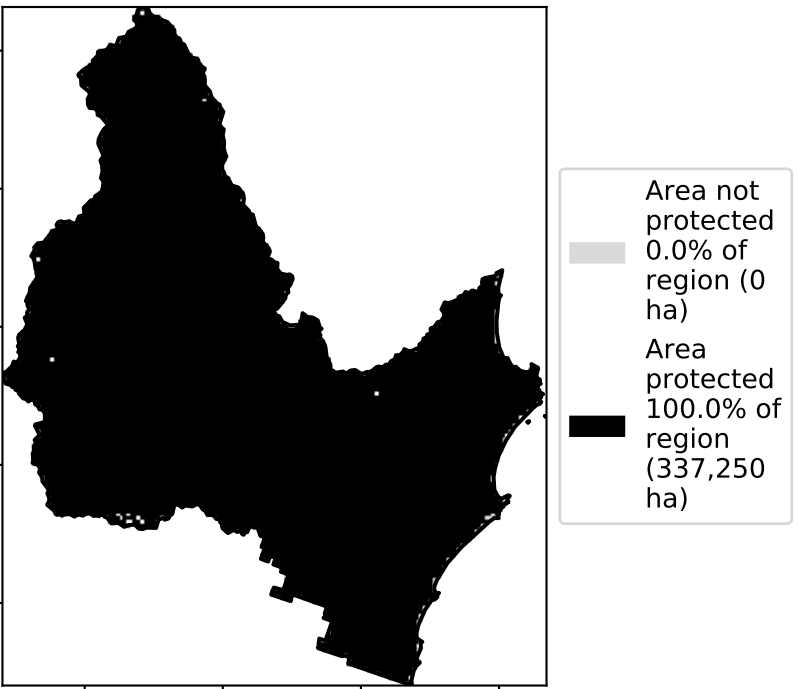 Area not
protected
0.0% of
region (0
ha)
Area
protected
100.0% of
region
(337,250
ha)